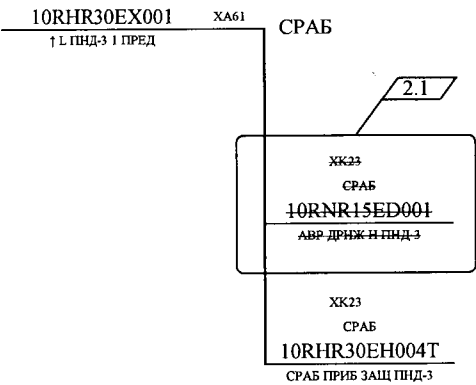 10RHR30EX001 XA61
СРАБ
↑ L ПНД-3 1 ПРЕД
2.1
XK23
СРАБ
10RNR15ED001
АВР ДРНЖ Н ПНД-3
XK23
СРАБ
10RHR30EH004T
СРАБ ПРИБ ЗАЩ ПНД-3